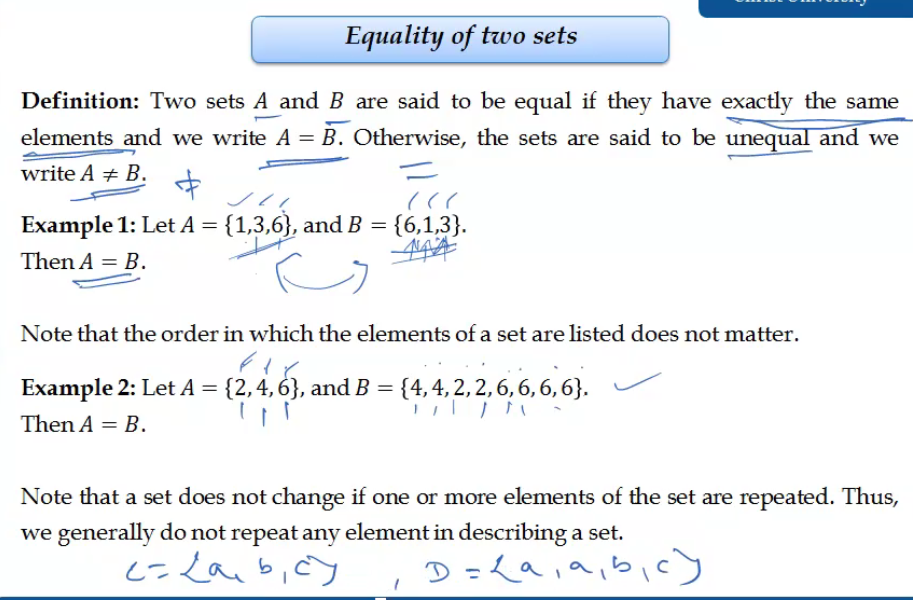 Equality of two sets
Definition: Two sets A and B are said to be equal if they have exactly the same
elements and we write A = B. Otherwise, the sets are said to be unequal and we
write A ≠ B.
Example 1: Let A = {1,3,6}, and B = {6,1,3}.
Then A = B.
Note that the order in which the elements of a set are listed does not matter.
Example 2: Let A = {2, 4, 6}, and B = {4, 4, 2, 2, 6, 6, 6, 6}.
Then A = B.
Note that a set does not change if one or more elements of the set are repeated. Thus,
we generally do not repeat any element in describing a set.
C = {a, b, c} , D = {a, a, b, c}